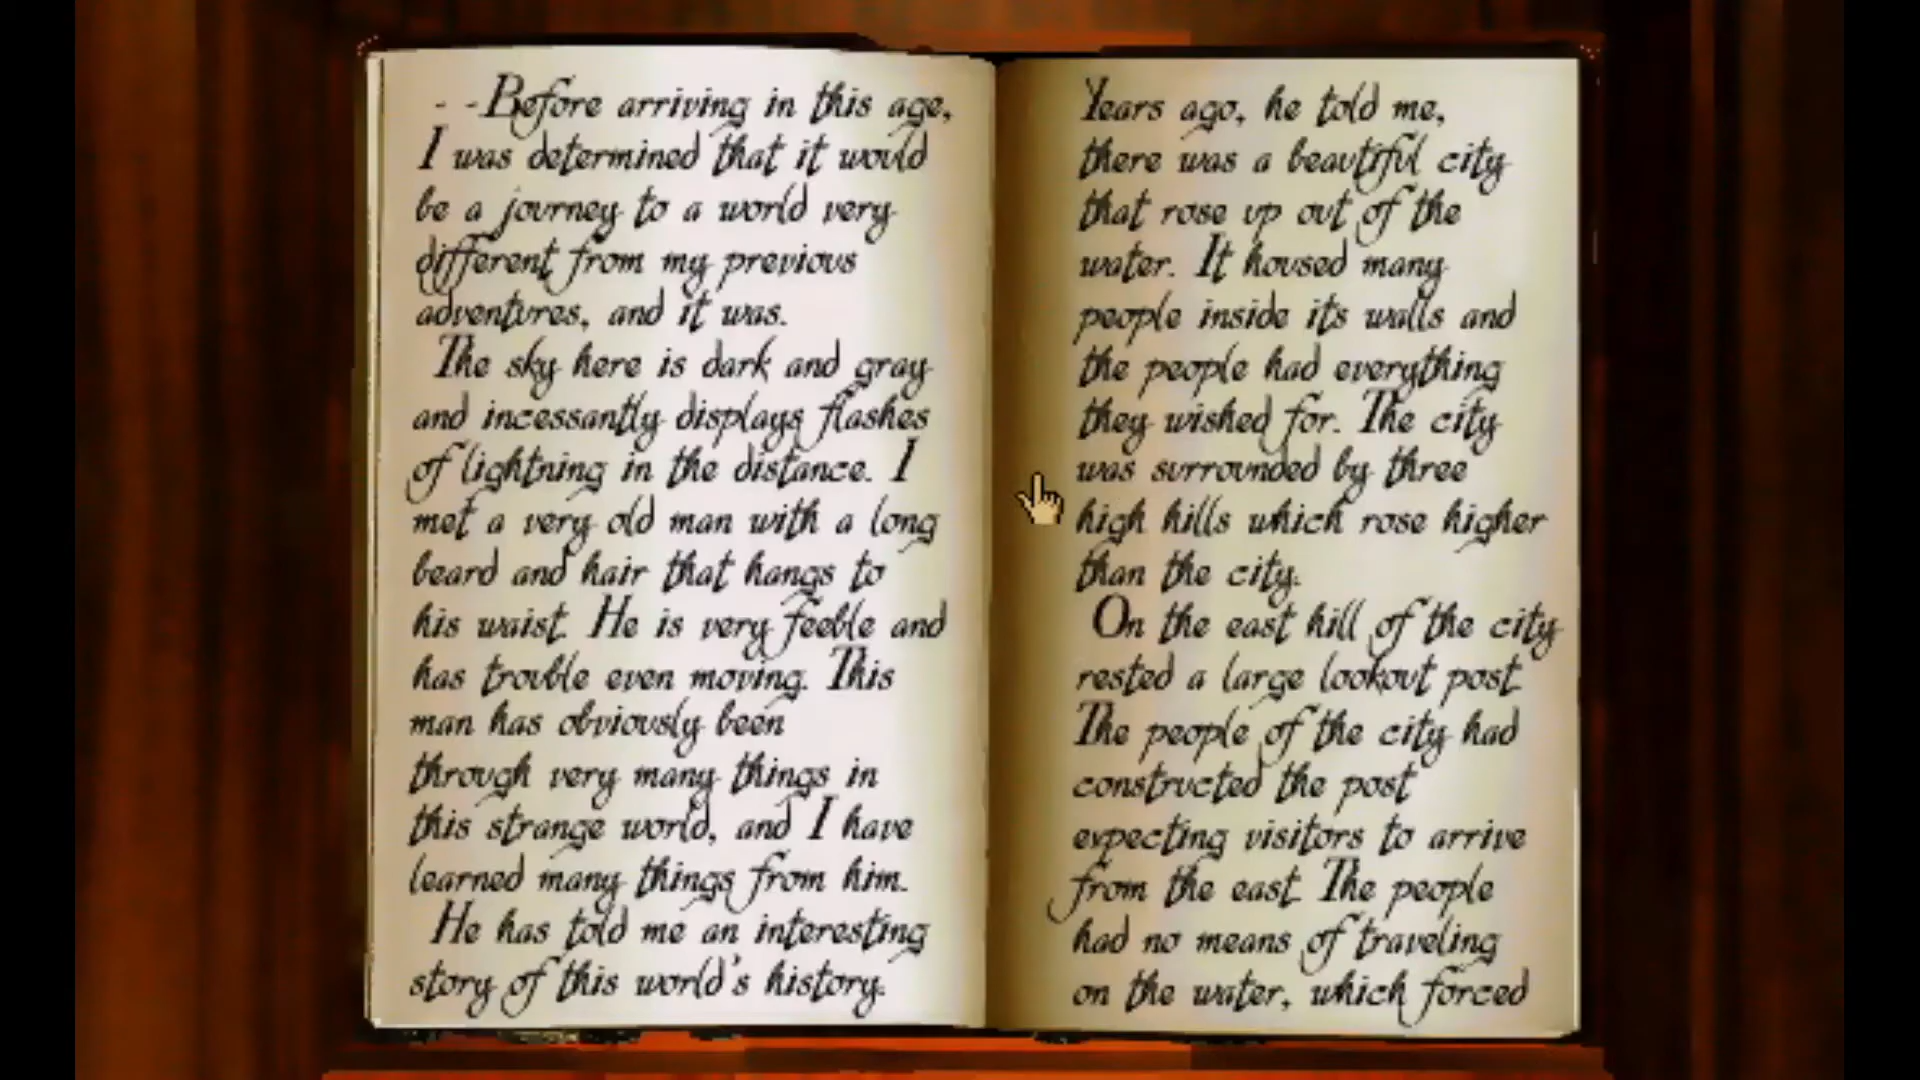 - -Before arriving in this age,
I was determined that it would
be a journey to a world very
different from my previous
adventures, and it was.
The sky here is dark and gray
and incessantly displays flashes
of lightning in the distance. I
met a very old man with a long
beard and hair that hangs to
his waist. He is very feeble and
has trouble even moving. This
man has obviously been
through very many things in
this strange world, and I have
learned many things from him.
He has told me an interesting
story of this world's history.
Years ago, he told me,
there was a beautiful city
that rose up out of the
water. It housed many
people inside its walls and
the people had everything
they wished for. The city
was surrounded by three
high hills which rose higher
than the city.
On the east hill of the city
rested a large lookout post.
The people of the city had
constructed the post
expecting visitors to arrive
from the east. The people
had no means of traveling
on the water, which forced